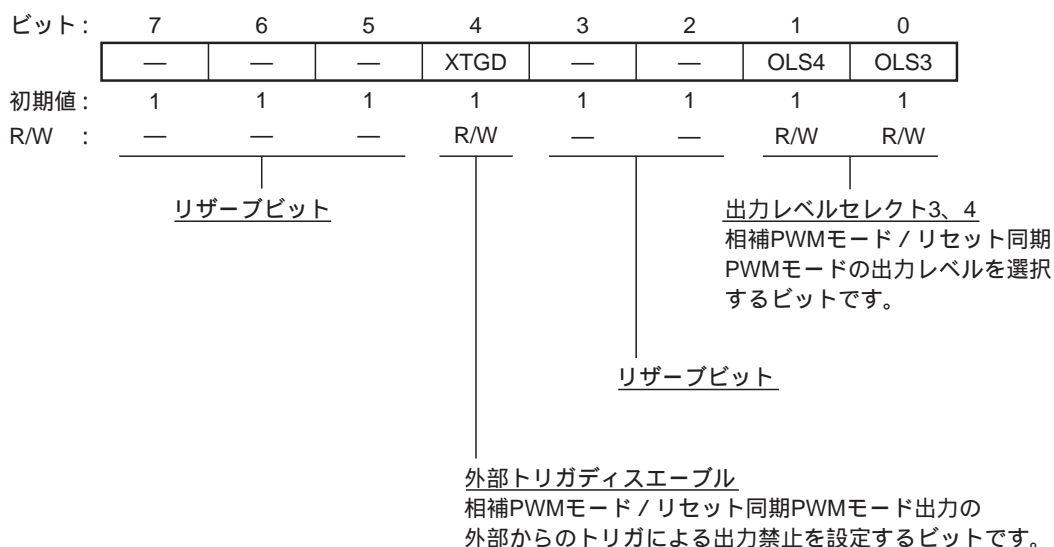 ビット : 7 6 5 4 3 2 1 0
— — — XTGD — — OLS4 OLS3
初期値 : 1 1 1 1 1 1 1 1
R/W : — — — R/W — — R/W R/W
リザーブビット
出力レベルセレクト3、4
相補PWMモード / リセット同期
PWMモードの出力レベルを選択
するビットです。
リザーブビット
外部トリガディスエーブル
相補PWMモード / リセット同期PWMモード出力の
外部からのトリガによる出力禁止を設定するビットです。